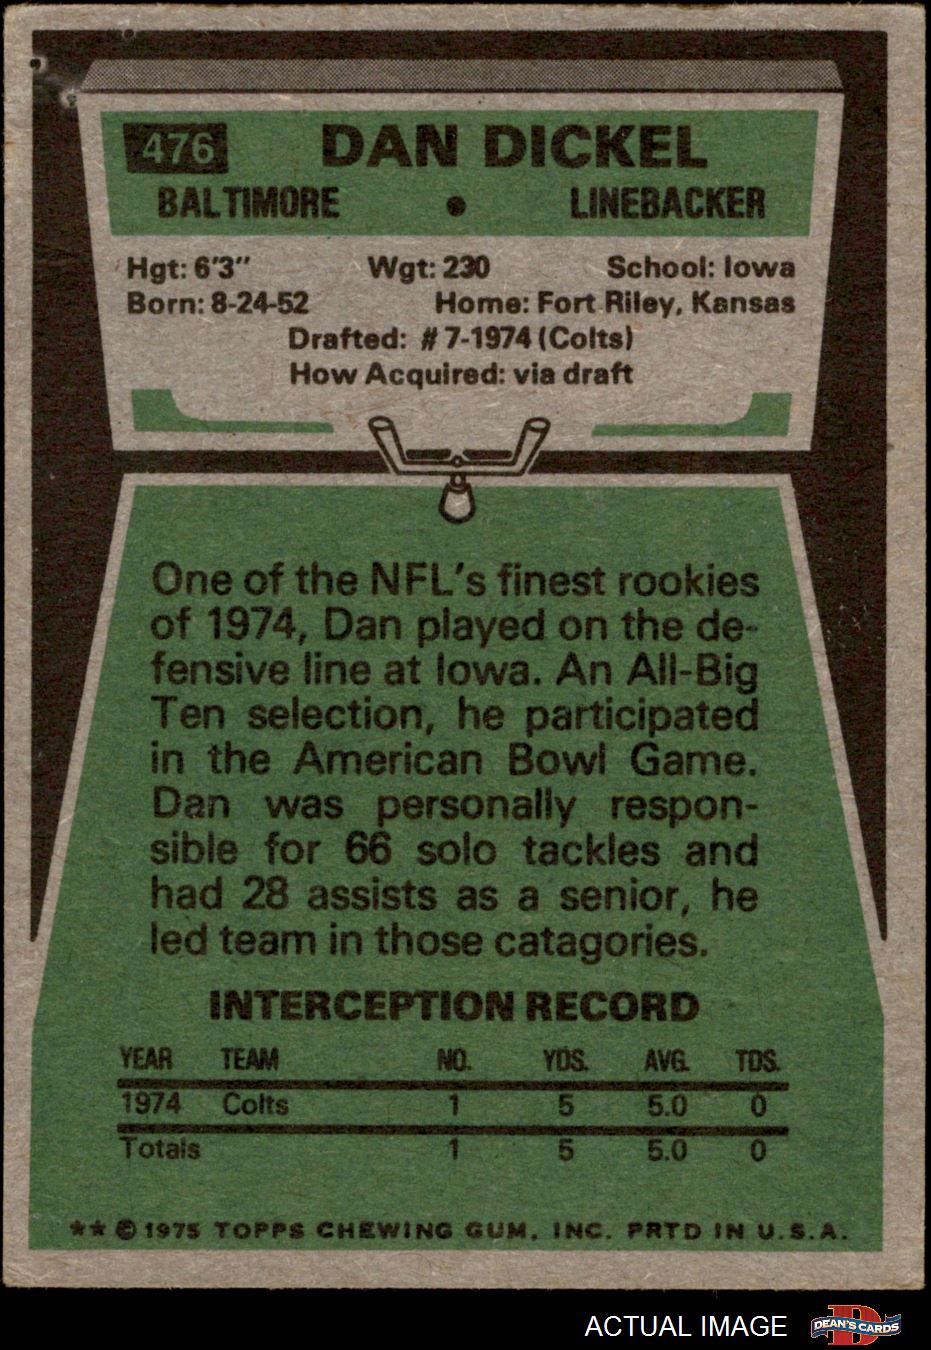 476 DAN DICKEL
BALTIMORE • LINEBACKER
Hgt: 6'3" Wgt: 230 School: Iowa
Born: 8-24-52 Home: Fort Riley, Kansas
Drafted: #7-1974 (Colts)
How Acquired: via draft
One of the NFL's finest rookies
of 1974, Dan played on the de-
fensive line at Iowa. An All-Big
Ten selection, he participated
in the American Bowl Game.
Dan was personally respon-
sible for 66 solo tackles and
had 28 assists as a senior, he
led team in those catagories.
INTERCEPTION RECORD
YEAR TEAM NO. YDS. AVG. TDS.
1974 Colts 1 5 5.0 0
Totals 1 5 5.0 0
★★ © 1975 TOPPS CHEWING GUM, INC. PRTD IN U.S.A.
ACTUAL IMAGE D DEAN'S CARDS